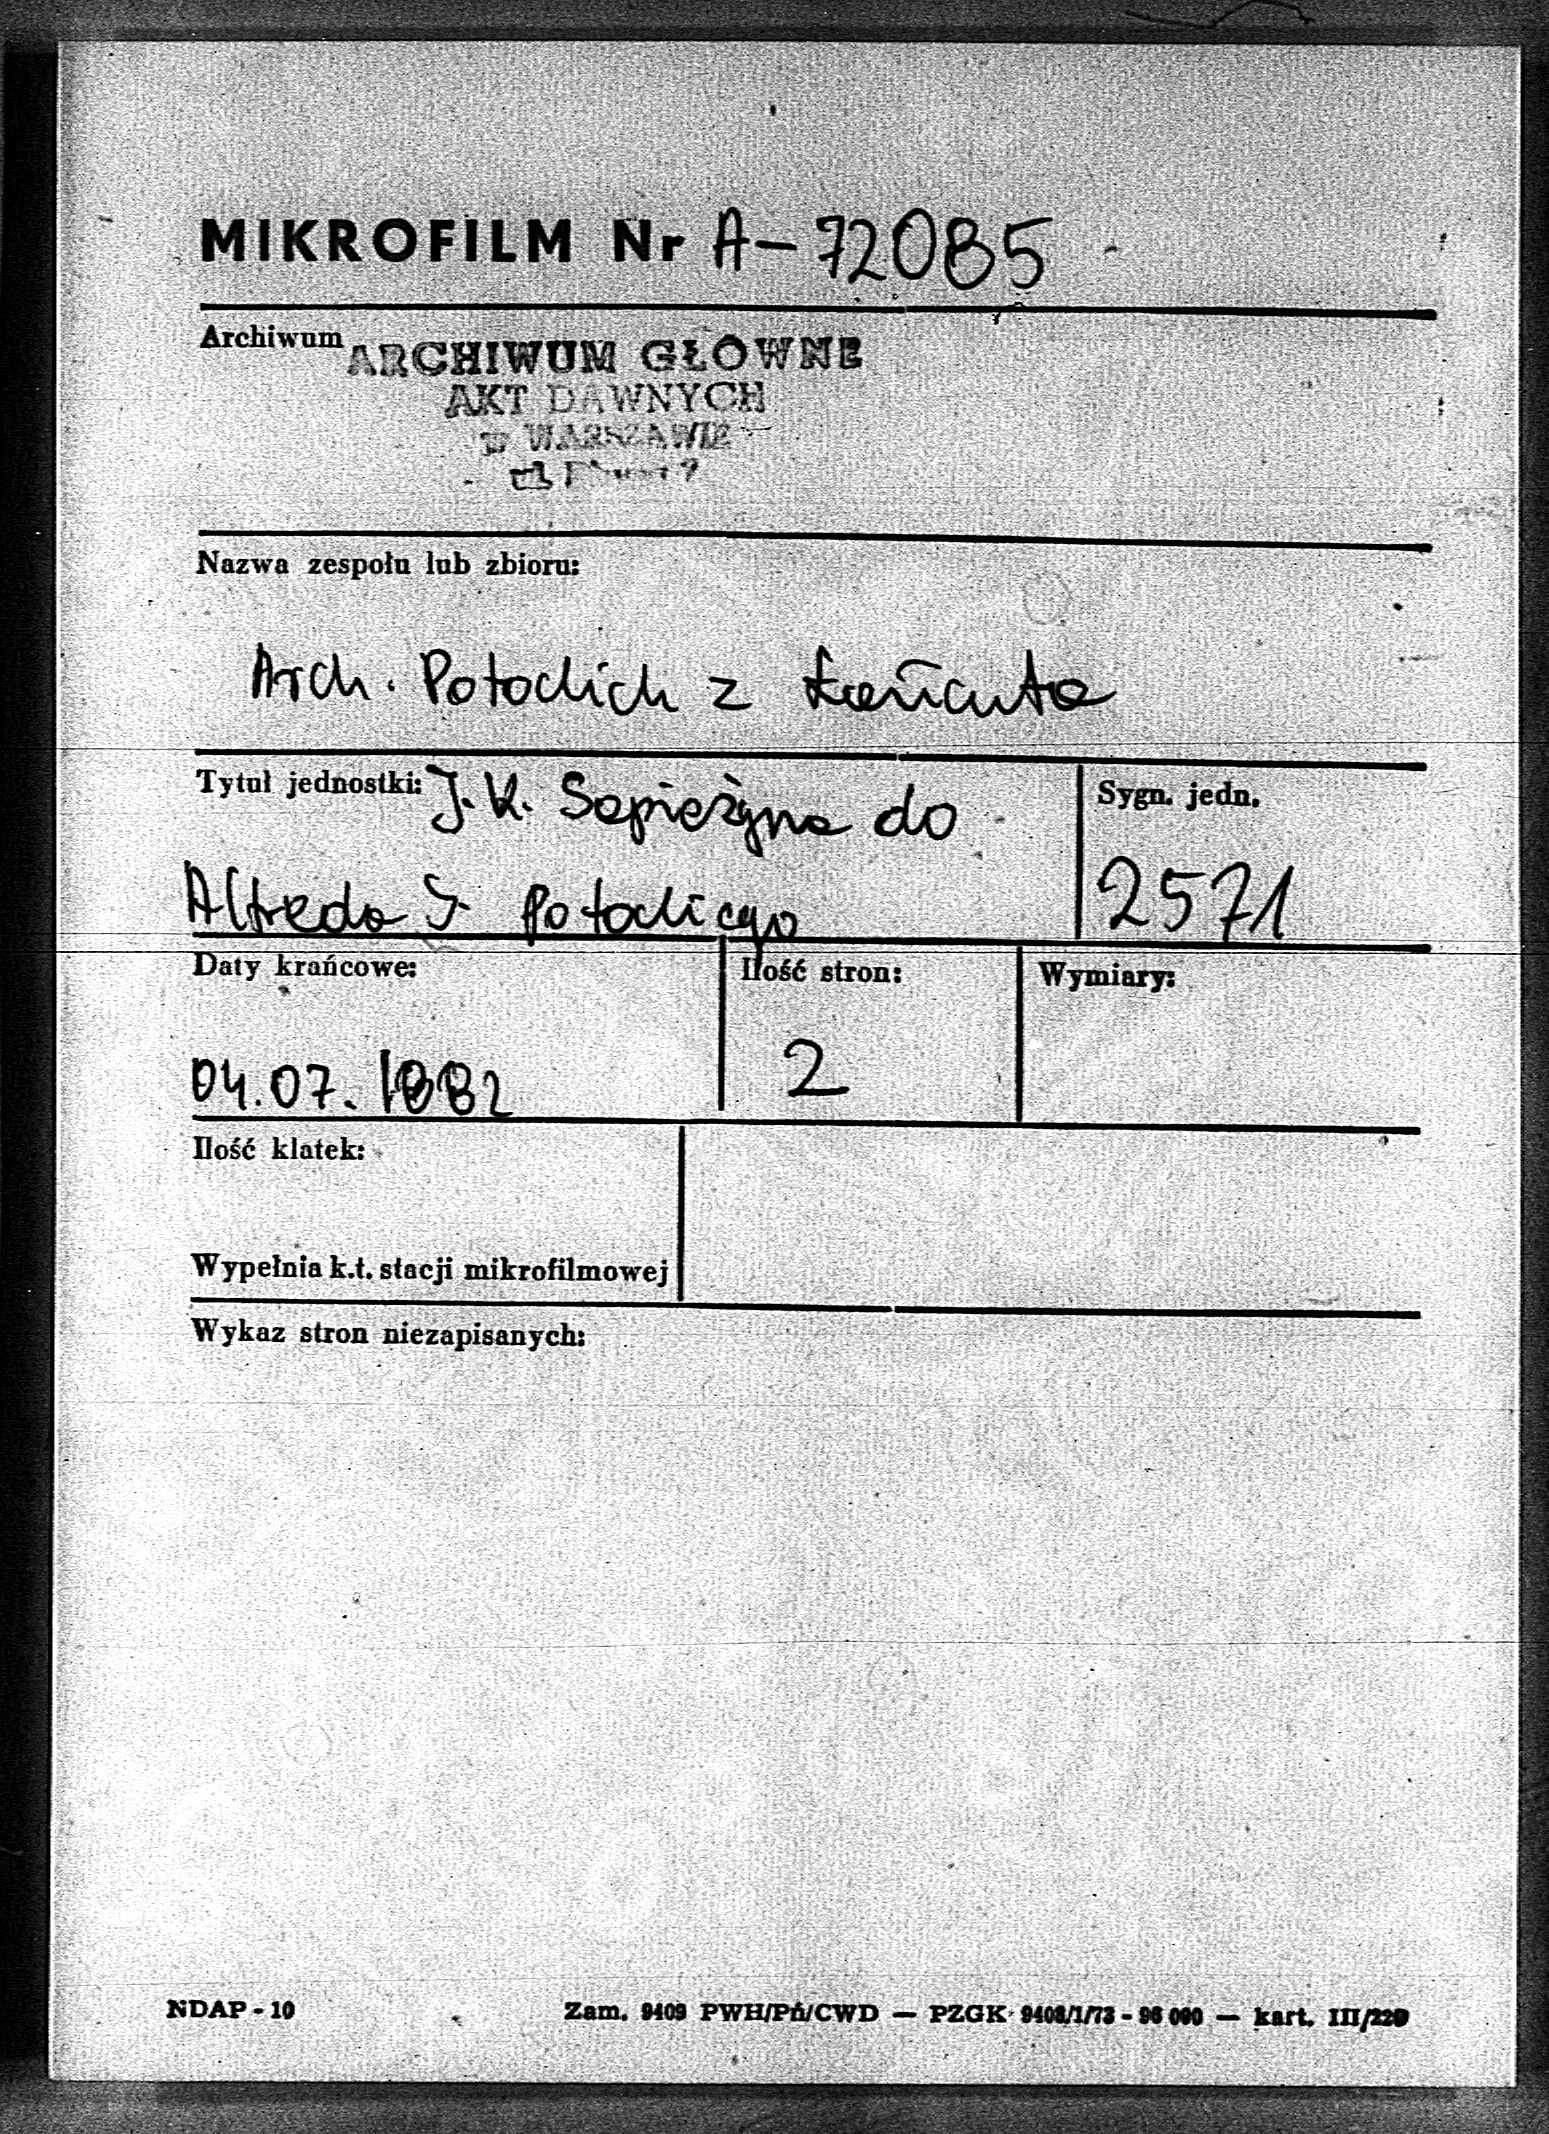 MIKROFILM Nr A-72085
Archiwum ARCHIWUM GŁÓWNE
AKT DAWNYCH
w WARSZAWIE
Nazwa zespołu lub zbioru:
Arch. Potockich z Łańcuta
Tytuł jednostki: J. K. Sapieżyna do
Sygn. jedn.
Alfreda J. Potockiego
2571
Daty krańcowe:
Ilość stron:
Wymiary:
04.07.1882
2
Ilość klatek:
Wypełnia k.t. stacji mikrofilmowej
Wykaz stron niezapisanych:
NDAP - 10
Zam. 9409 PWH/Pń/CWD — PZGK 9408/1/73 - 96 000 — kart. III/220